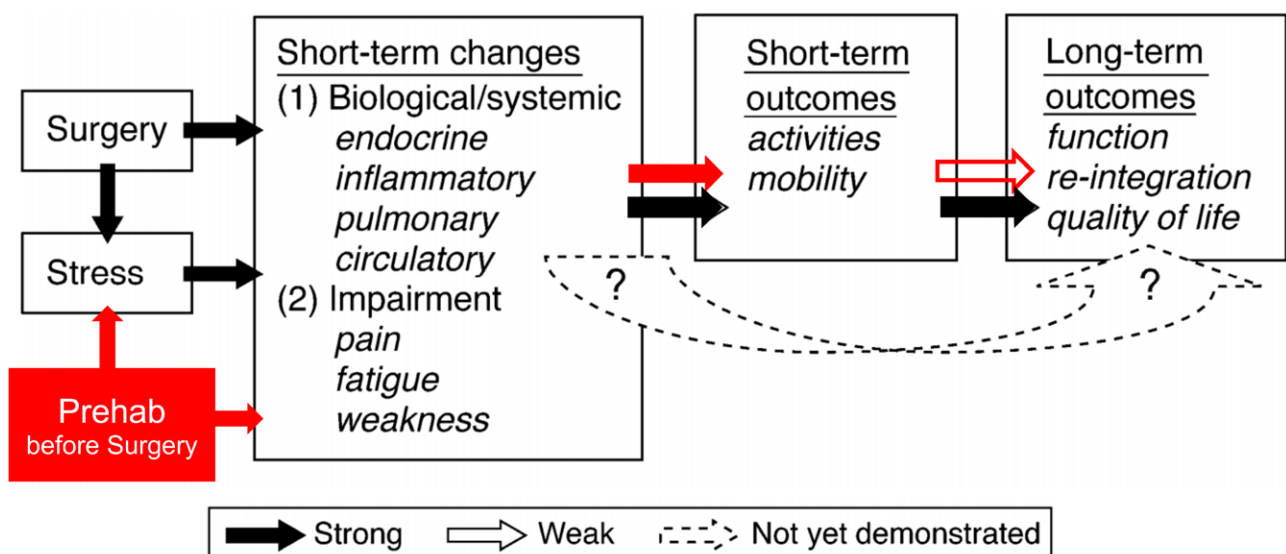 Surgery
Stress
Prehab
before Surgery
Short-term changes
(1) Biological/systemic
endocrine
inflammatory
pulmonary
circulatory
(2) Impairment
pain
fatigue
weakness
Short-term
outcomes
activities
mobility
Long-term
outcomes
function
re-integration
quality of life
?
?
Strong
Weak
Not yet demonstrated